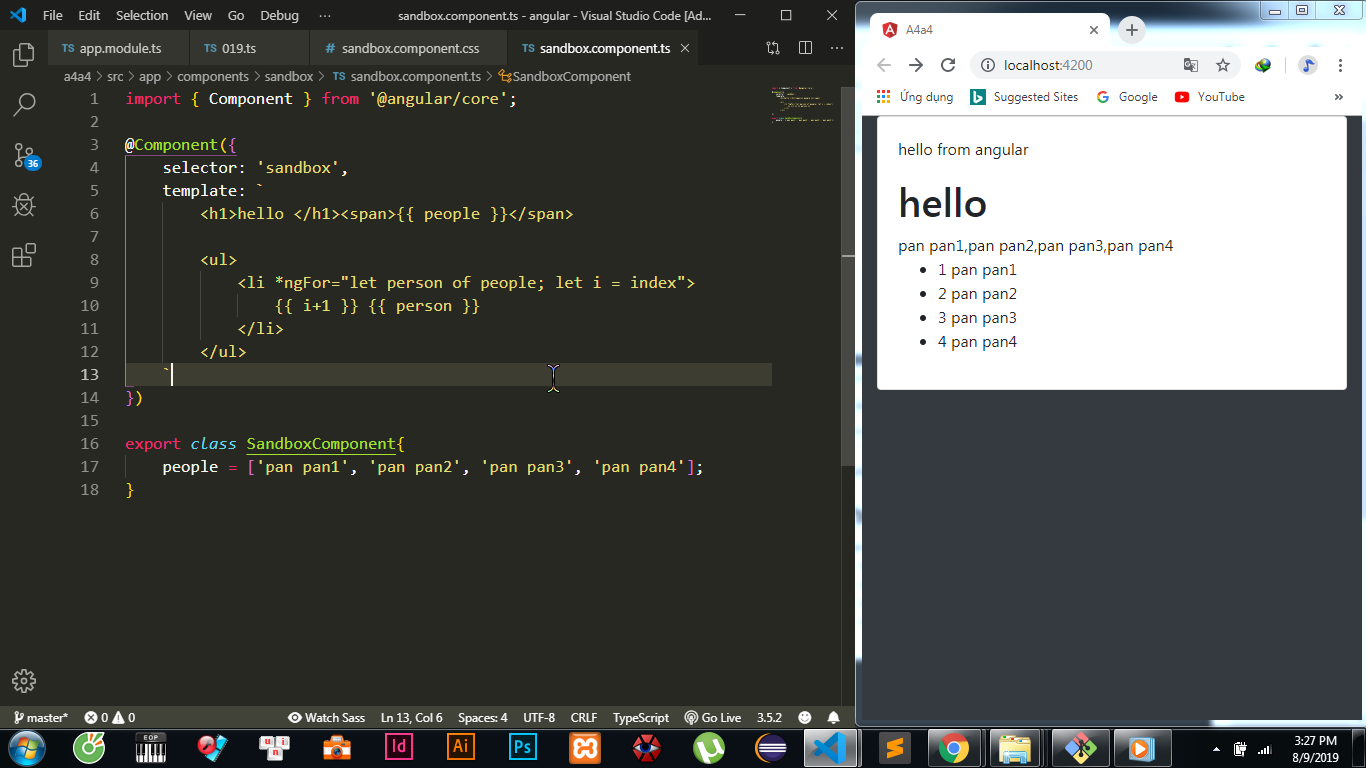 File Edit Selection View Go Debug ··· sandbox.component.ts - angular - Visual Studio Code [Ad...
TS app.module.ts TS 019.ts # sandbox.component.css TS sandbox.component.ts
a4a4 > src > app > components > sandbox > TS sandbox.component.ts > SandboxComponent
1 import { Component } from '@angular/core';
2
3 @Component({
4 selector: 'sandbox',
5 template: `
6 <h1>hello </h1><span>{{ people }}</span>
7
8 <ul>
9 <li *ngFor="let person of people; let i = index">
10 {{ i+1 }} {{ person }}
11 </li>
12 </ul>
13 `
14 })
15
16 export class SandboxComponent{
17 people = ['pan pan1', 'pan pan2', 'pan pan3', 'pan pan4'];
18 }
36
master* 0 0 Watch Sass Ln 13, Col 6 Spaces: 4 UTF-8 CRLF TypeScript Go Live 3.5.2
A4a4
localhost:4200
Ứng dụng Suggested Sites Google YouTube »
hello from angular
hello
pan pan1,pan pan2,pan pan3,pan pan4
• 1 pan pan1
• 2 pan pan2
• 3 pan pan3
• 4 pan pan4
EOP
Id Ai Ps
3:27 PM
8/9/2019